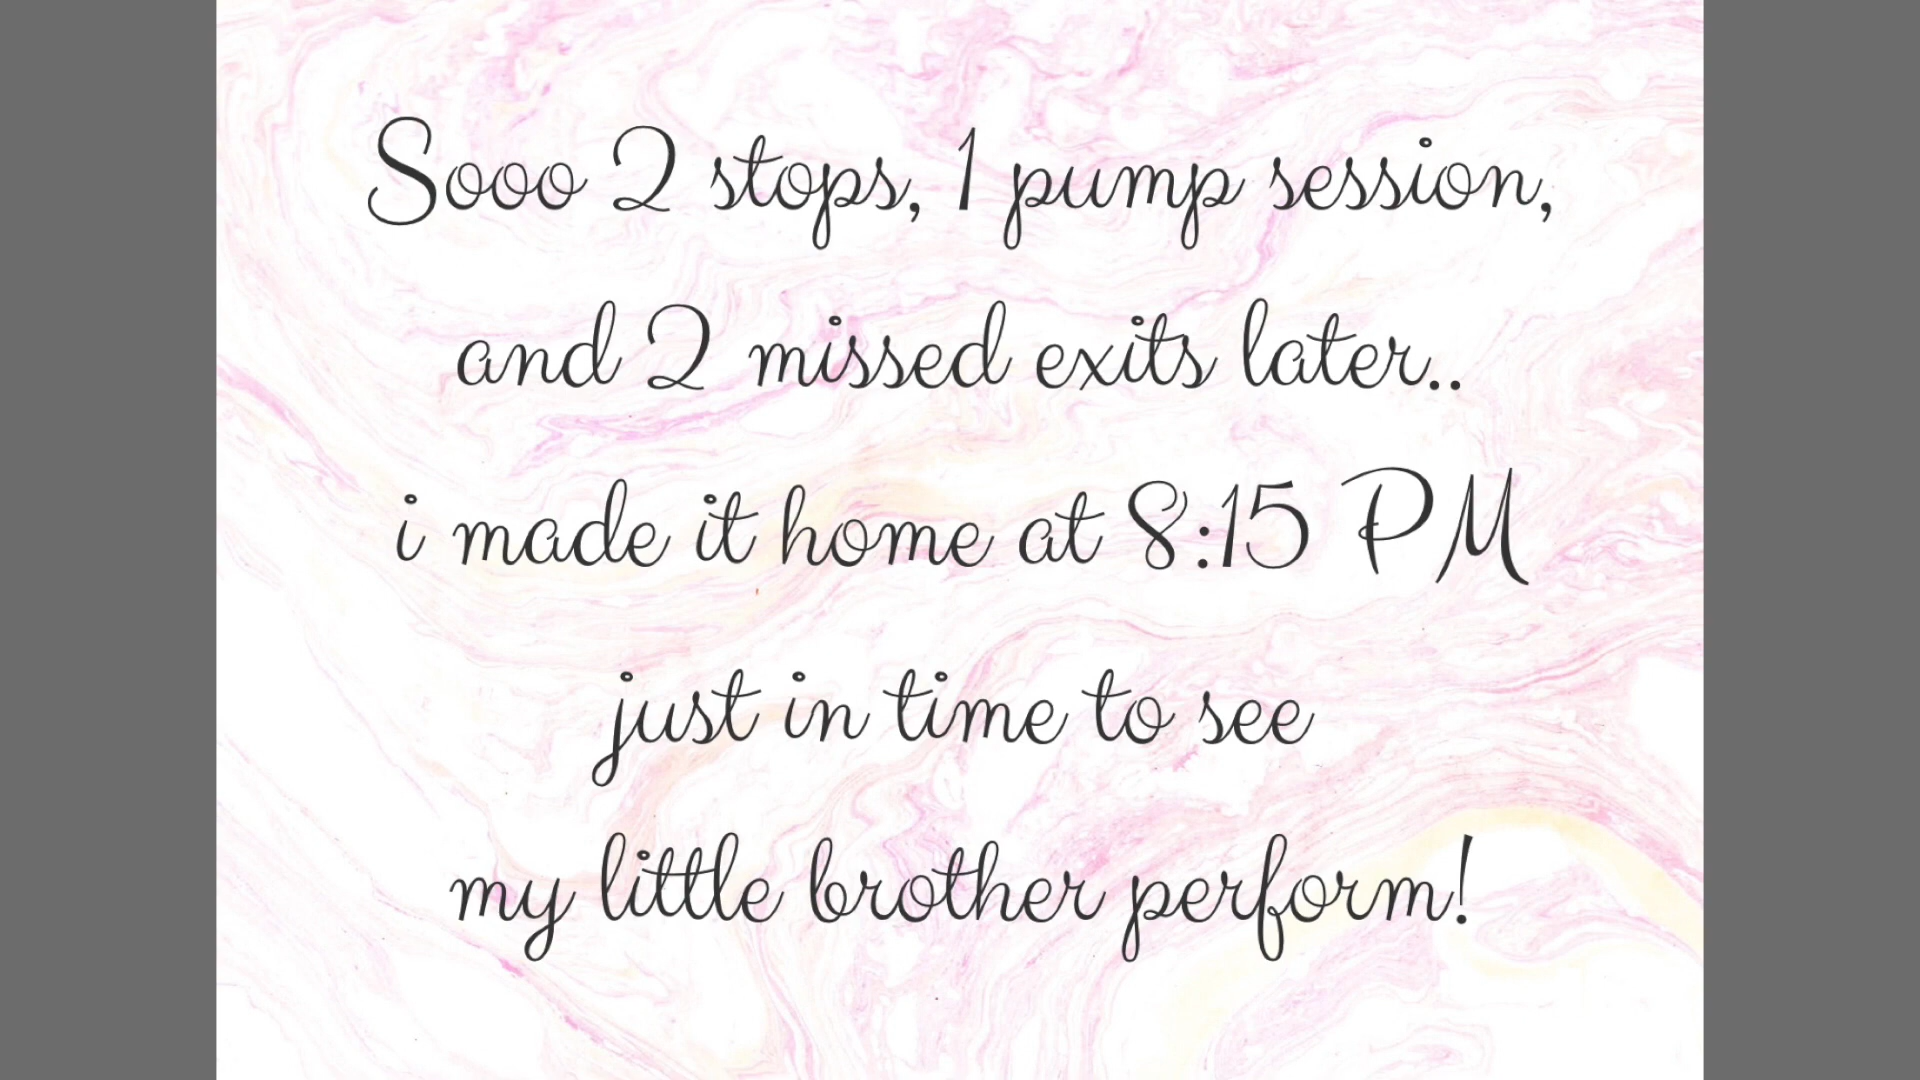 Sooo 2 stops, 1 pump session,
and 2 missed exits later..
i made it home at 8:15 PM
just in time to see
my little brother perform!